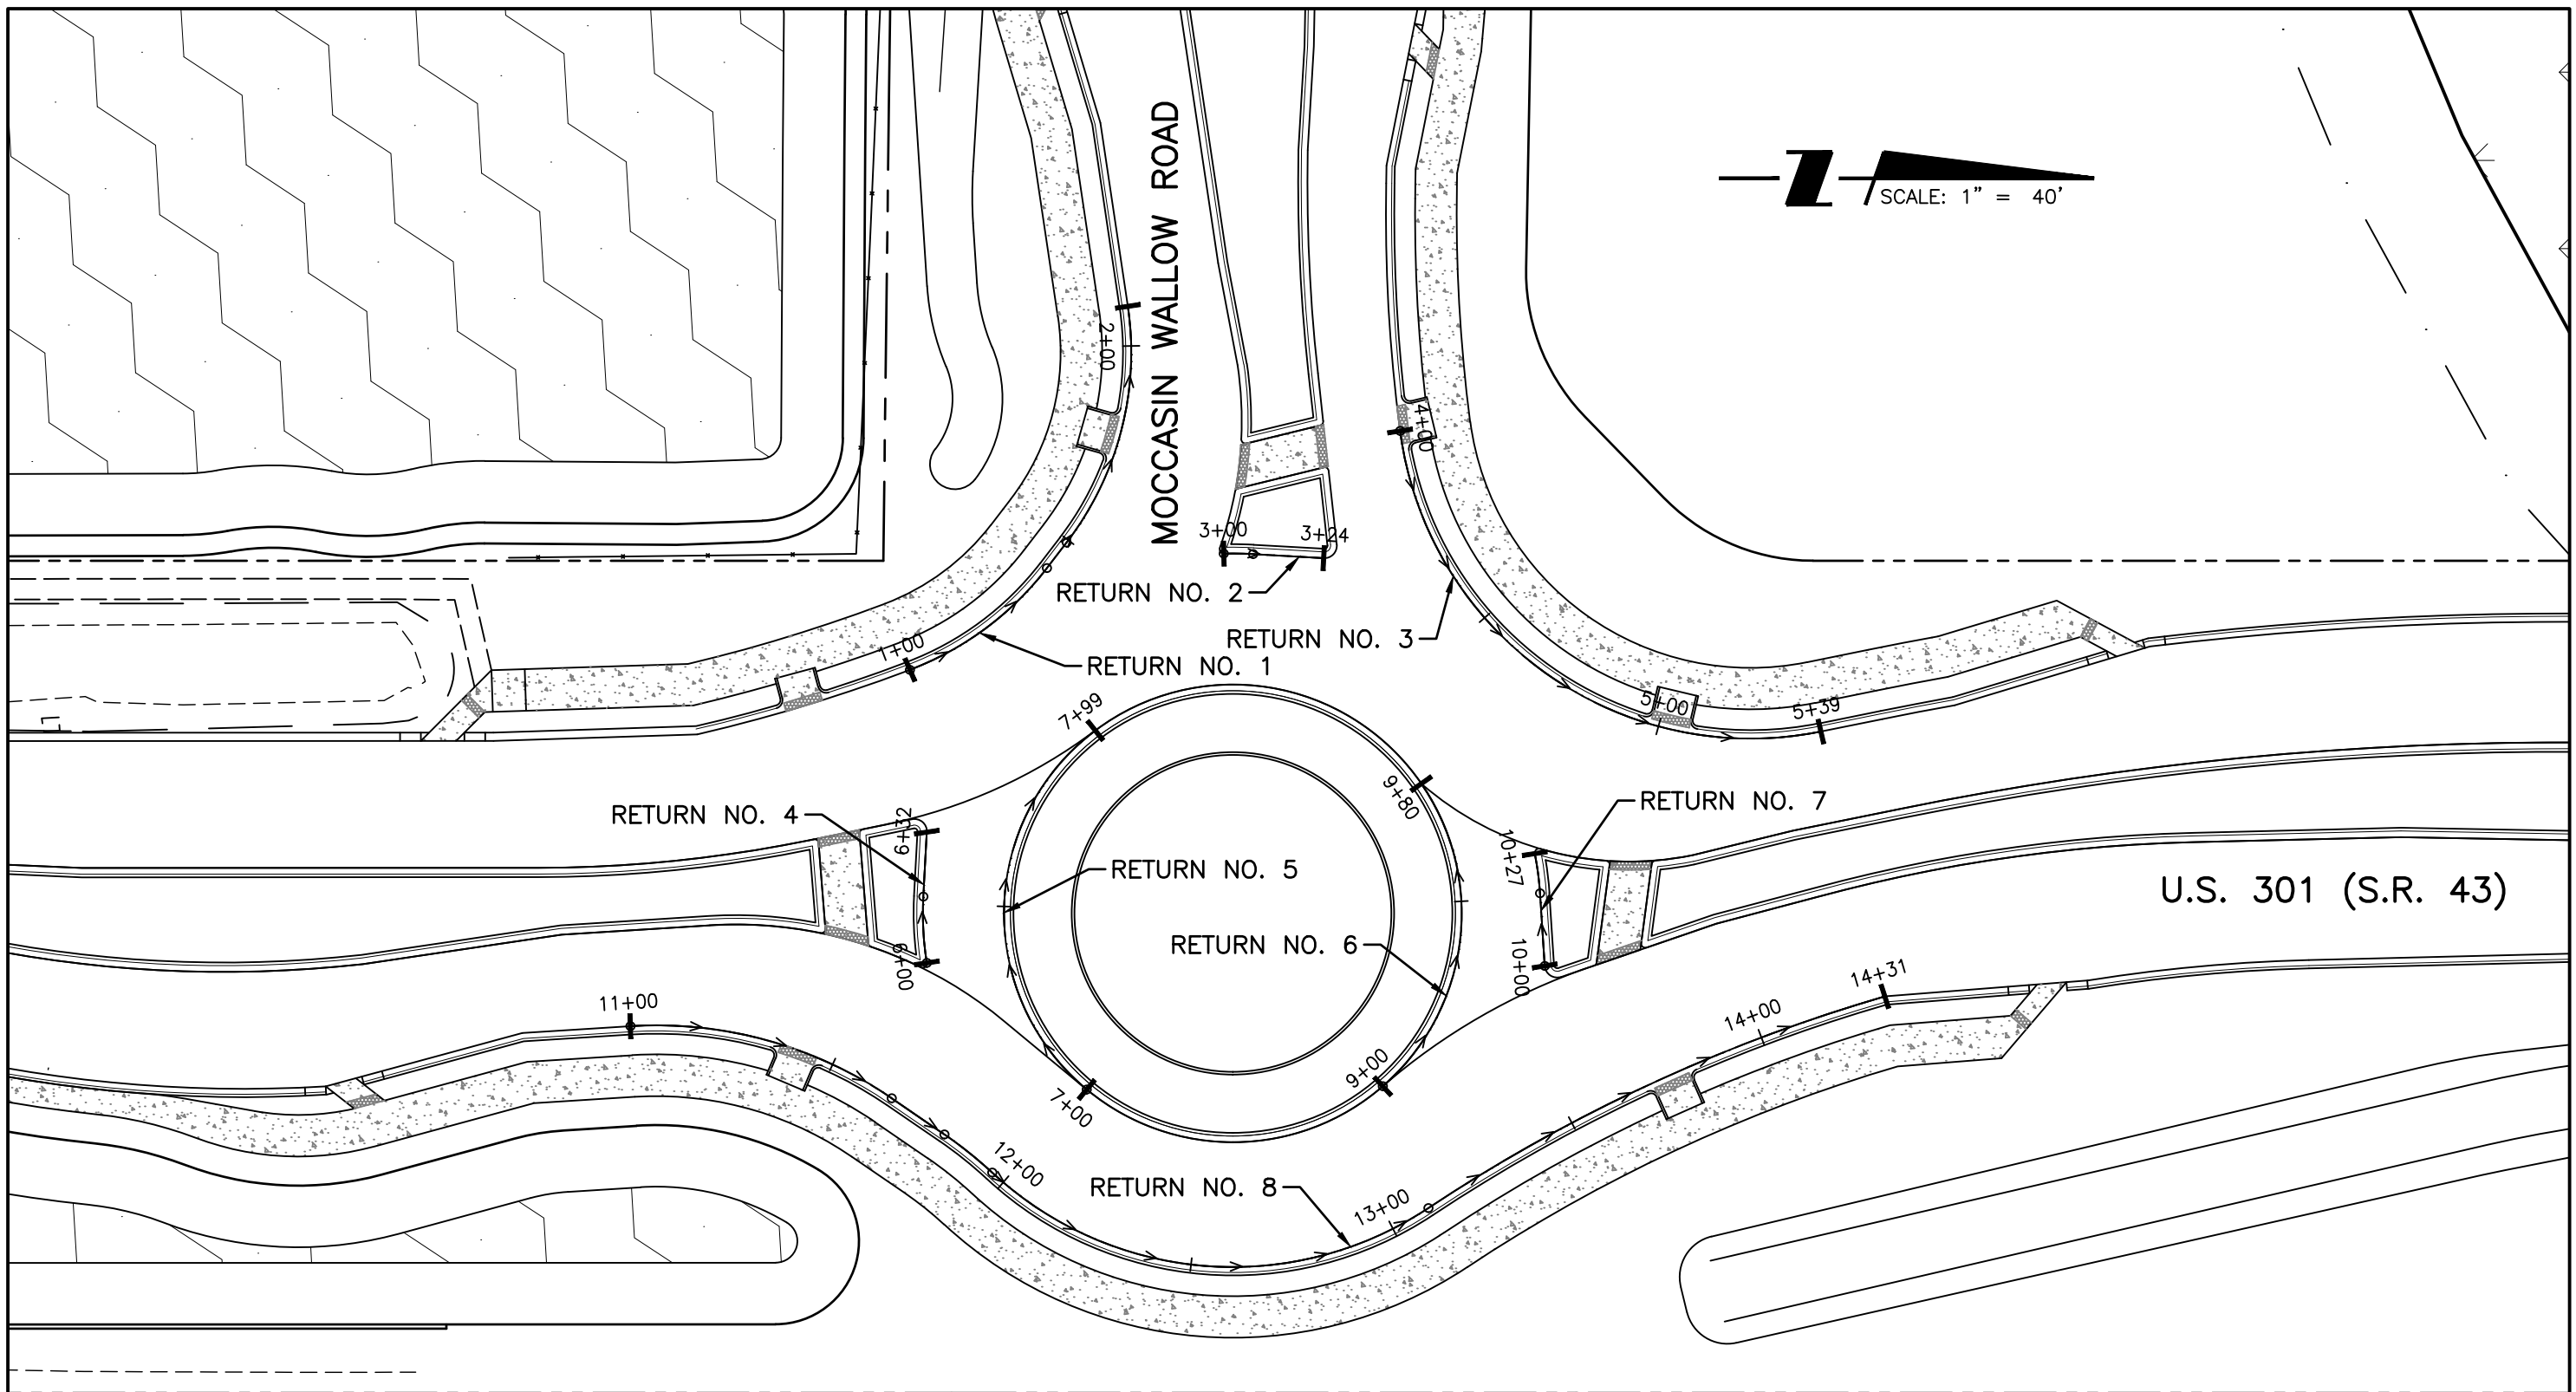 MOCCASIN WALLOW ROAD
SCALE: 1" = 40'
2+00
4+00
3+00
3+24
RETURN NO. 2
RETURN NO. 3
1+00
RETURN NO. 1
7+99
5+00
5+39
9+80
RETURN NO. 4
6+32
RETURN NO. 7
10+27
RETURN NO. 5
U.S. 301 (S.R. 43)
RETURN NO. 6
6+00
10+00
11+00
14+31
14+00
9+00
7+00
12+00
RETURN NO. 8
13+00